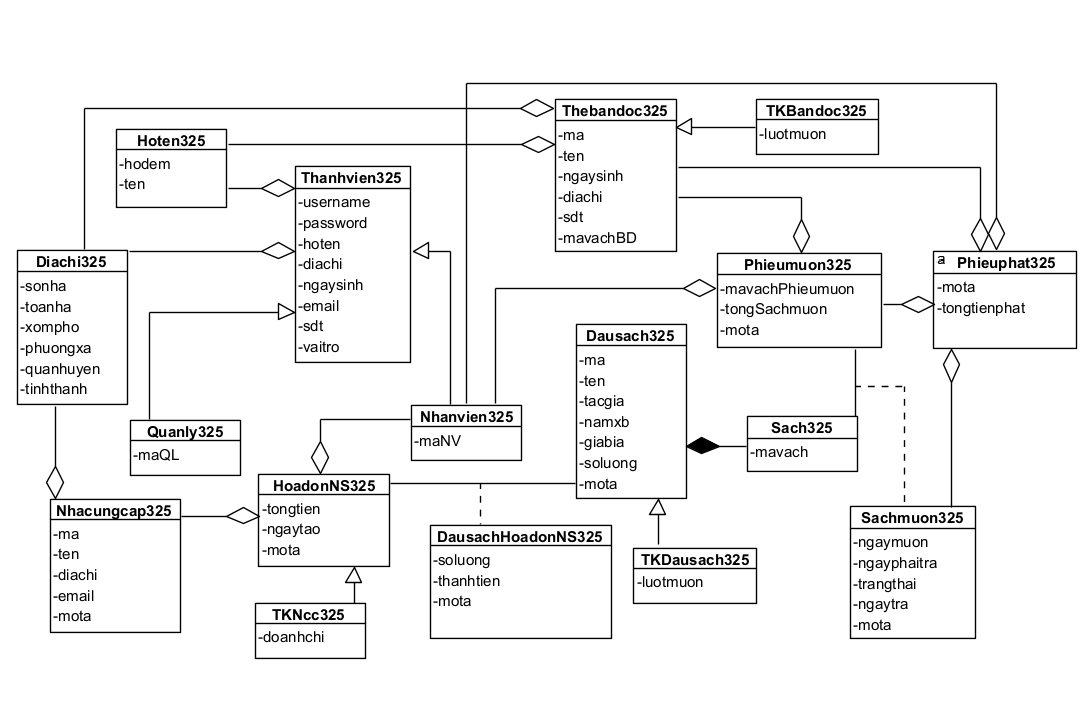 Thebandoc325
-ma
-ten
-ngaysinh
-diachi
-sdt
-mavachBD
TKBandoc325
-luotmuon
Hoten325
-hodem
-ten
Thanhvien325
-username
-password
-hoten
-diachi
-ngaysinh
-email
-sdt
-vaitro
Diachi325
-sonha
-toanha
-xompho
-phuongxa
-quanhuyen
-tinhthanh
Phieumuon325
-mavachPhieumuon
-tongSachmuon
-mota
a Phieuphat325
-mota
-tongtienphat
Dausach325
-ma
-ten
-tacgia
-namxb
-giabia
-soluong
-mota
Quanly325
-maQL
Nhanvien325
-maNV
Sach325
-mavach
HoadonNS325
-tongtien
-ngaytao
-mota
Nhacungcap325
-ma
-ten
-diachi
-email
-mota
DausachHoadonNS325
-soluong
-thanhtien
-mota
TKDausach325
-luotmuon
Sachmuon325
-ngaymuon
-ngayphaitra
-trangthai
-ngaytra
-mota
TKNcc325
-doanhchi